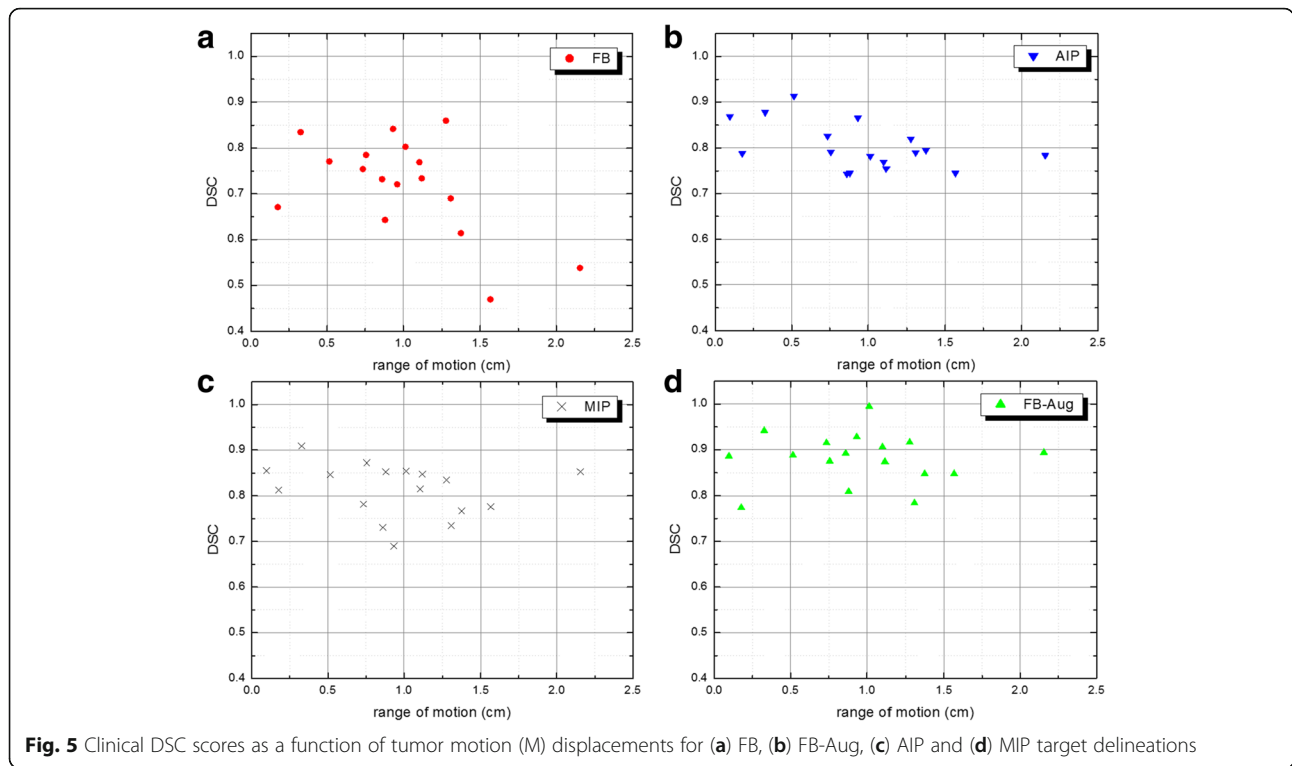 a
FB
1.0
0.9
0.8
0.7
0.6
0.5
0.4
DSC
0.0 0.5 1.0 1.5 2.0 2.5
range of motion (cm)
b
AIP
1.0
0.9
0.8
0.7
0.6
0.5
0.4
DSC
0.0 0.5 1.0 1.5 2.0 2.5
range of motion (cm)
c
MIP
1.0
0.9
0.8
0.7
0.6
0.5
0.4
DSC
0.0 0.5 1.0 1.5 2.0 2.5
range of motion (cm)
d
FB-Aug
1.0
0.9
0.8
0.7
0.6
0.5
0.4
DSC
0.0 0.5 1.0 1.5 2.0 2.5
range of motion (cm)
Fig. 5 Clinical DSC scores as a function of tumor motion (M) displacements for (a) FB, (b) FB-Aug, (c) AIP and (d) MIP target delineations